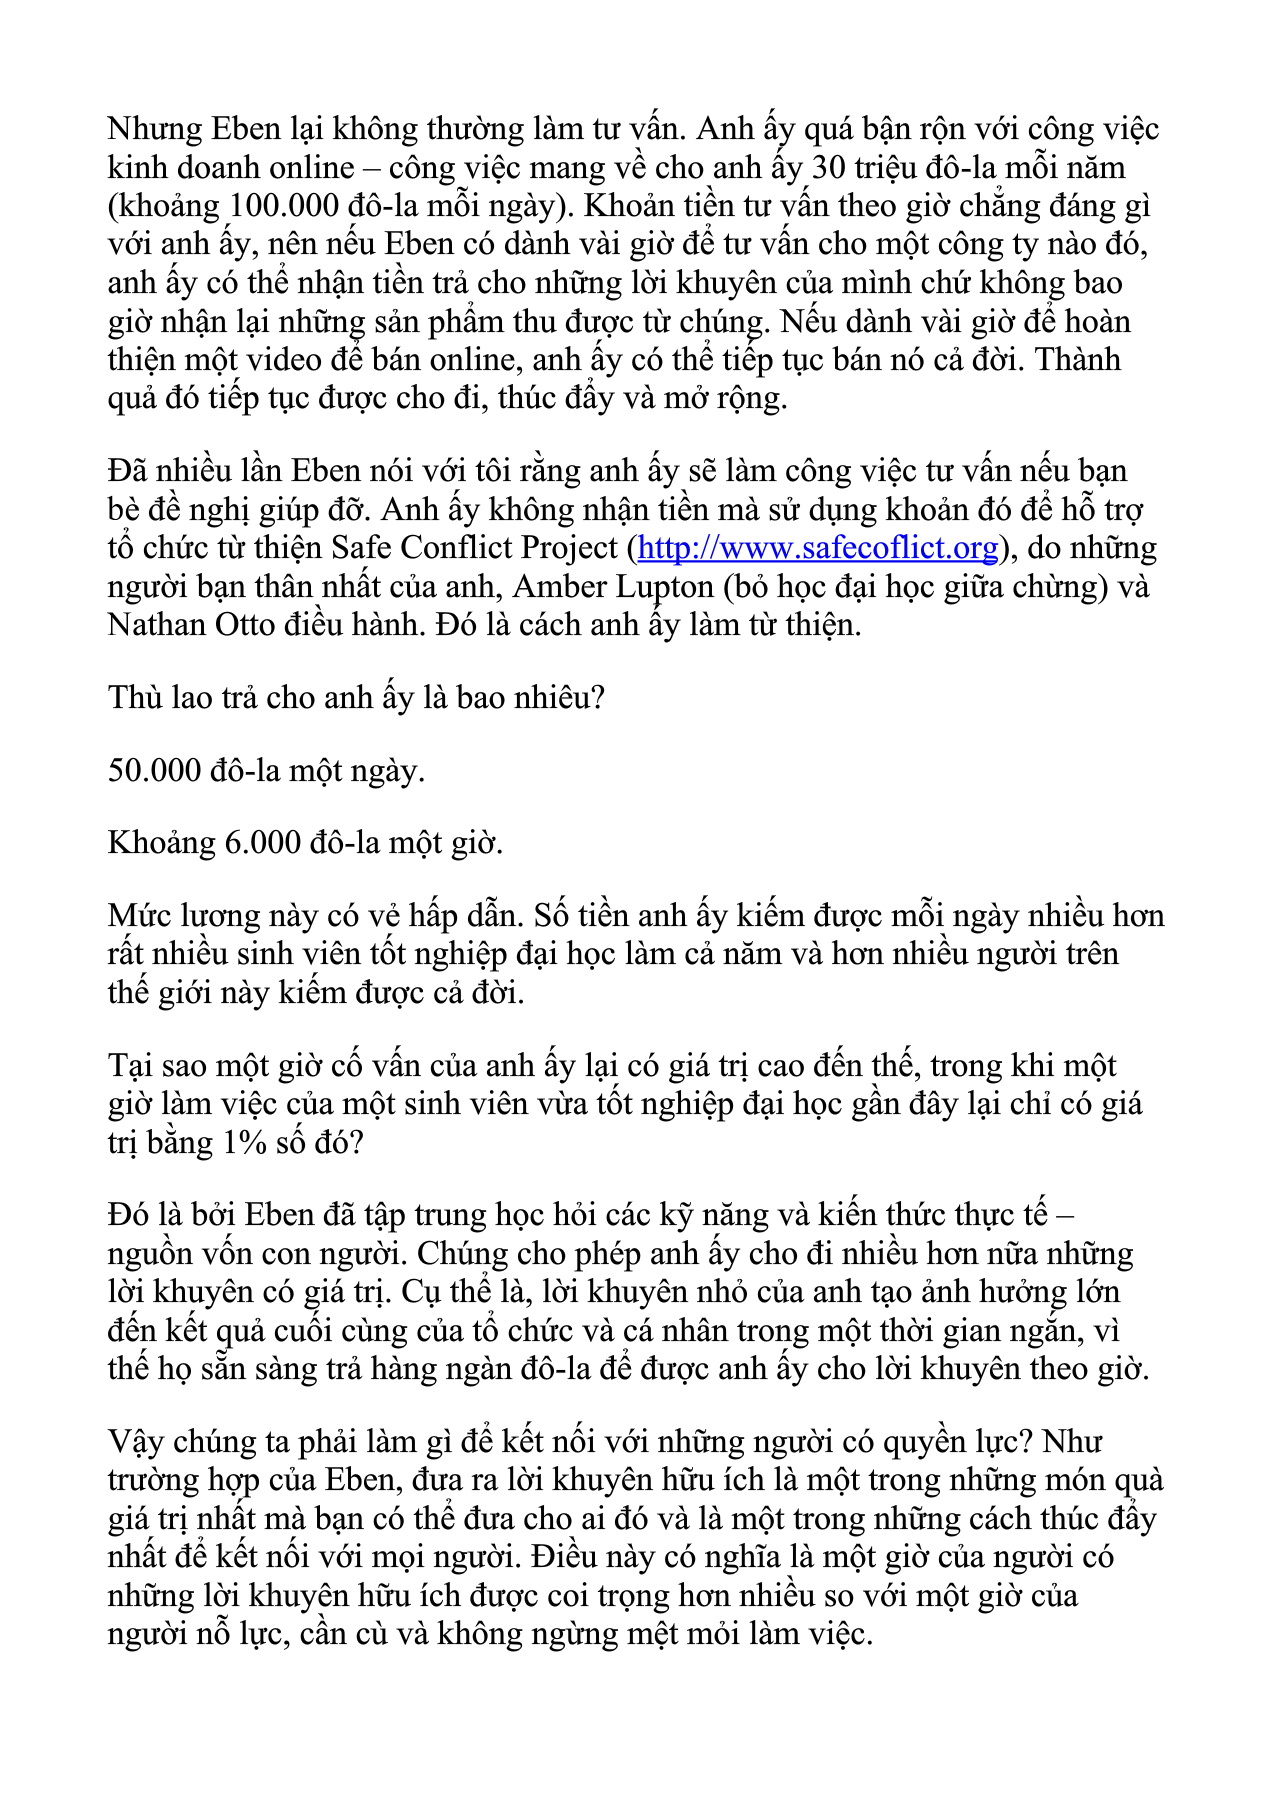 Nhưng Eben lại không thường làm tư vấn. Anh ấy quá bận rộn với công việc
kinh doanh online – công việc mang về cho anh ấy 30 triệu đô-la mỗi năm
(khoảng 100.000 đô-la mỗi ngày). Khoản tiền tư vấn theo giờ chẳng đáng gì
với anh ấy, nên nếu Eben có dành vài giờ để tư vấn cho một công ty nào đó,
anh ấy có thể nhận tiền trả cho những lời khuyên của mình chứ không bao
giờ nhận lại những sản phẩm thu được từ chúng. Nếu dành vài giờ để hoàn
thiện một video để bán online, anh ấy có thể tiếp tục bán nó cả đời. Thành
quả đó tiếp tục được cho đi, thúc đẩy và mở rộng.
Đã nhiều lần Eben nói với tôi rằng anh ấy sẽ làm công việc tư vấn nếu bạn
bè đề nghị giúp đỡ. Anh ấy không nhận tiền mà sử dụng khoản đó để hỗ trợ
tổ chức từ thiện Safe Conflict Project (http://www.safecoflict.org), do những
người bạn thân nhất của anh, Amber Lupton (bỏ học đại học giữa chừng) và
Nathan Otto điều hành. Đó là cách anh ấy làm từ thiện.
Thù lao trả cho anh ấy là bao nhiêu?
50.000 đô-la một ngày.
Khoảng 6.000 đô-la một giờ.
Mức lương này có vẻ hấp dẫn. Số tiền anh ấy kiếm được mỗi ngày nhiều hơn
rất nhiều sinh viên tốt nghiệp đại học làm cả năm và hơn nhiều người trên
thế giới này kiếm được cả đời.
Tại sao một giờ cố vấn của anh ấy lại có giá trị cao đến thế, trong khi một
giờ làm việc của một sinh viên vừa tốt nghiệp đại học gần đây lại chỉ có giá
trị bằng 1% số đó?
Đó là bởi Eben đã tập trung học hỏi các kỹ năng và kiến thức thực tế –
nguồn vốn con người. Chúng cho phép anh ấy cho đi nhiều hơn nữa những
lời khuyên có giá trị. Cụ thể là, lời khuyên nhỏ của anh tạo ảnh hưởng lớn
đến kết quả cuối cùng của tổ chức và cá nhân trong một thời gian ngắn, vì
thế họ sẵn sàng trả hàng ngàn đô-la để được anh ấy cho lời khuyên theo giờ.
Vậy chúng ta phải làm gì để kết nối với những người có quyền lực? Như
trường hợp của Eben, đưa ra lời khuyên hữu ích là một trong những món quà
giá trị nhất mà bạn có thể đưa cho ai đó và là một trong những cách thúc đẩy
nhất để kết nối với mọi người. Điều này có nghĩa là một giờ của người có
những lời khuyên hữu ích được coi trọng hơn nhiều so với một giờ của
người nỗ lực, cần cù và không ngừng mệt mỏi làm việc.